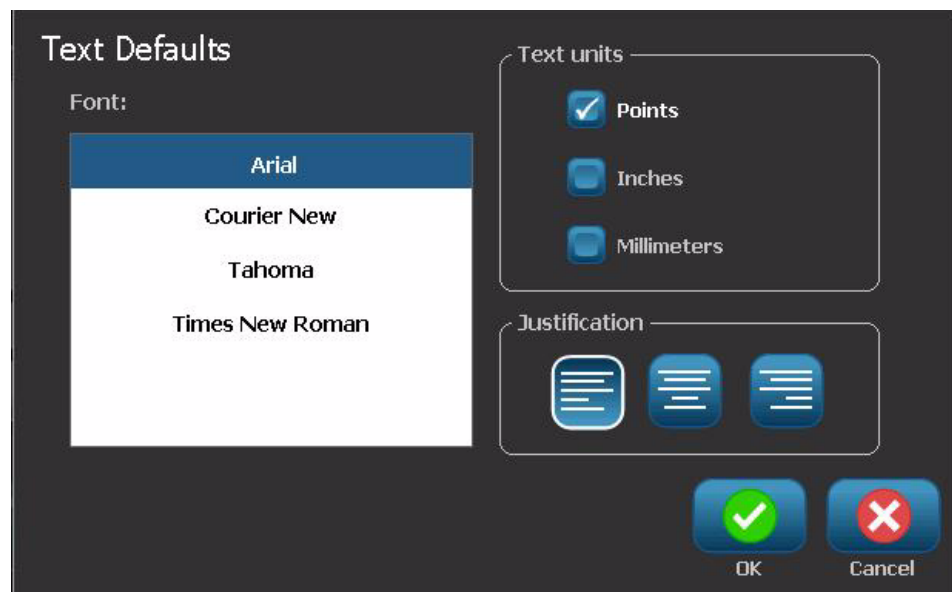 Text Defaults
Font:
Arial
Courier New
Tahoma
Times New Roman
Text units
Points
Inches
Millimeters
Justification
OK
Cancel